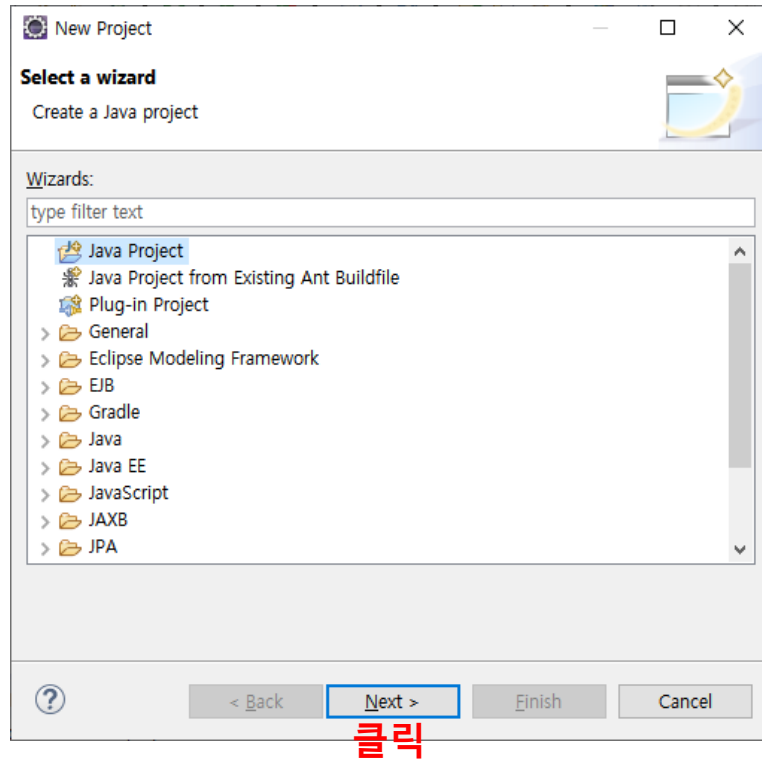 New Project
Select a wizard
Create a Java project
Wizards:
type filter text
Java Project
Java Project from Existing Ant Buildfile
Plug-in Project
General
Eclipse Modeling Framework
EJB
Gradle
Java
Java EE
JavaScript
JAXB
JPA
? < Back Next > Finish Cancel
클릭